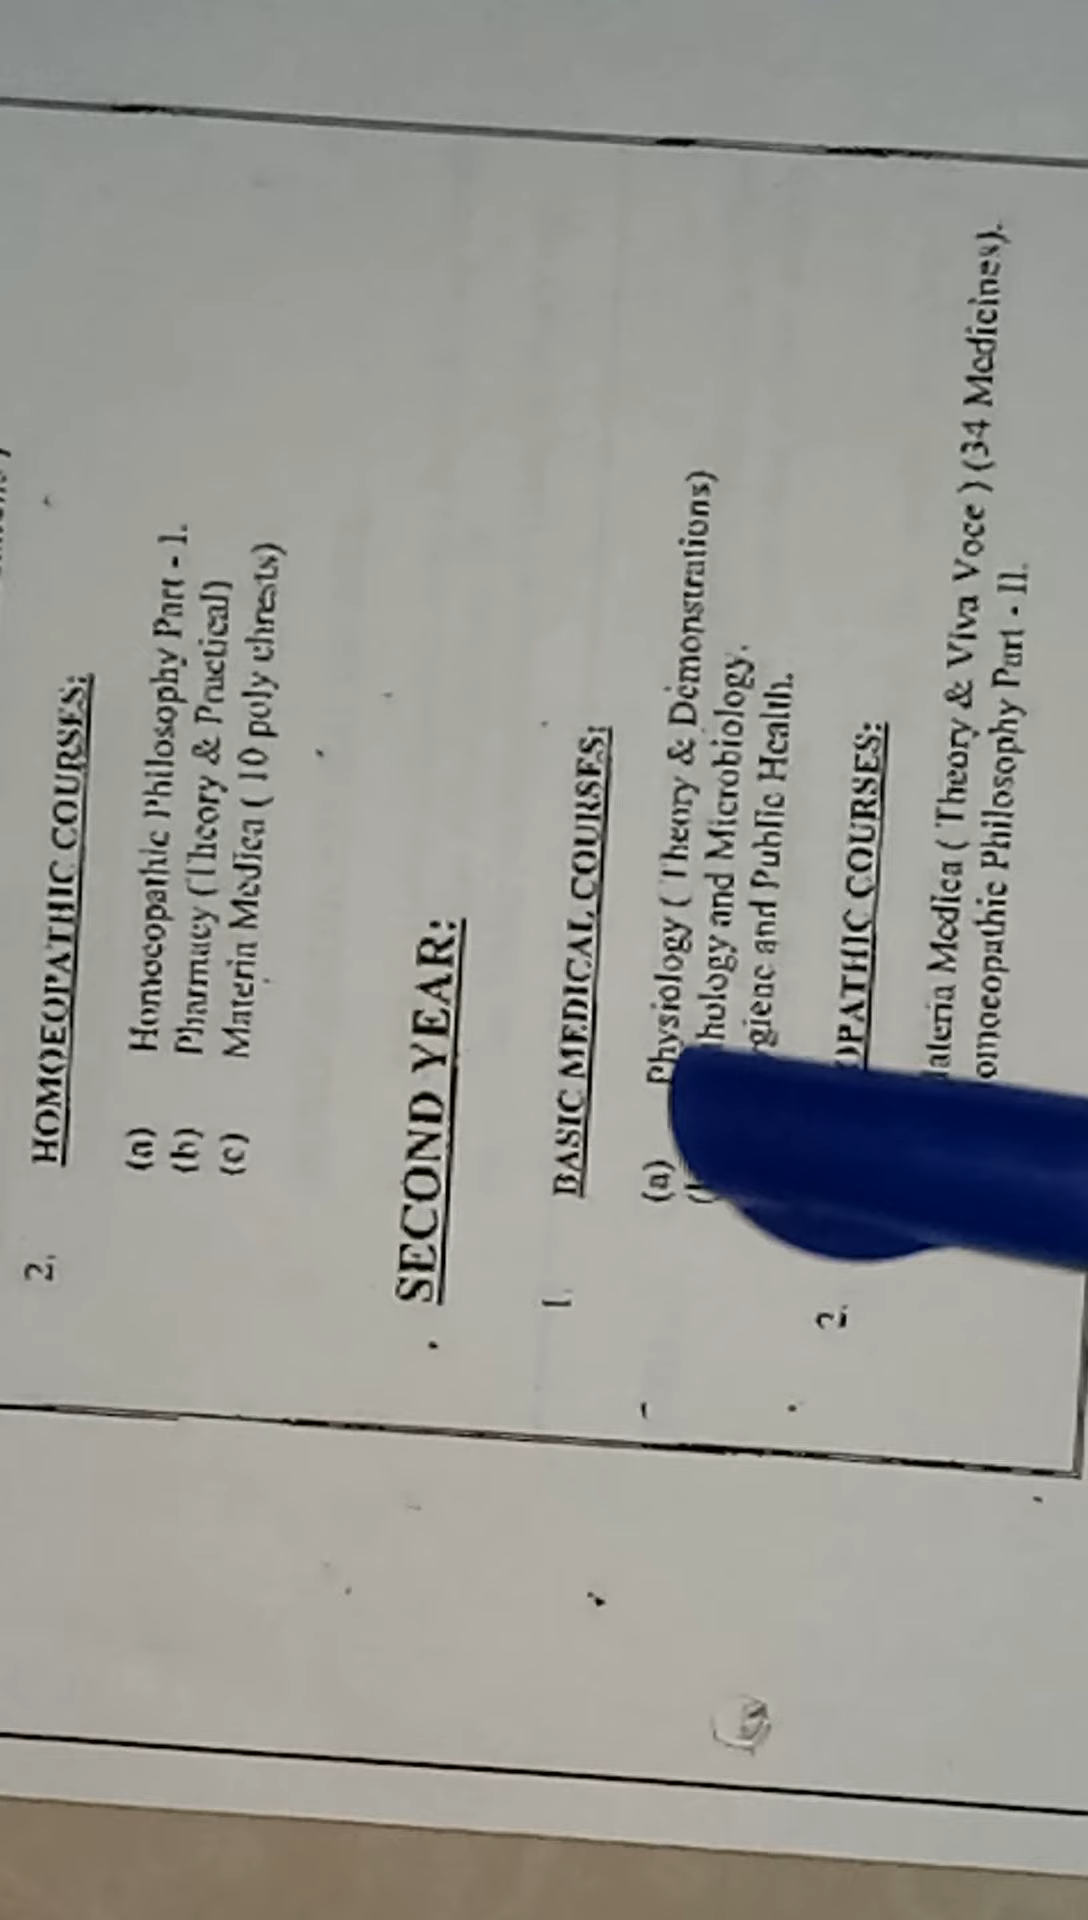 2. HOMOEOPATHIC COURSES:
(a) Homoeopathic Philosophy Part - I.
(b) Pharmacy (Theory & Practical)
(c) Materia Medica ( 10 poly chrests)
SECOND YEAR:
1. BASIC MEDICAL COURSES:
(a) Physiology ( Theory & Demonstrations)
hology and Microbiology.
giene and Public Health.
2. OPATHIC COURSES:
ateria Medica ( Theory & Viva Voce ) (34 Medicines).
omoeopathic Philosophy Part - II.